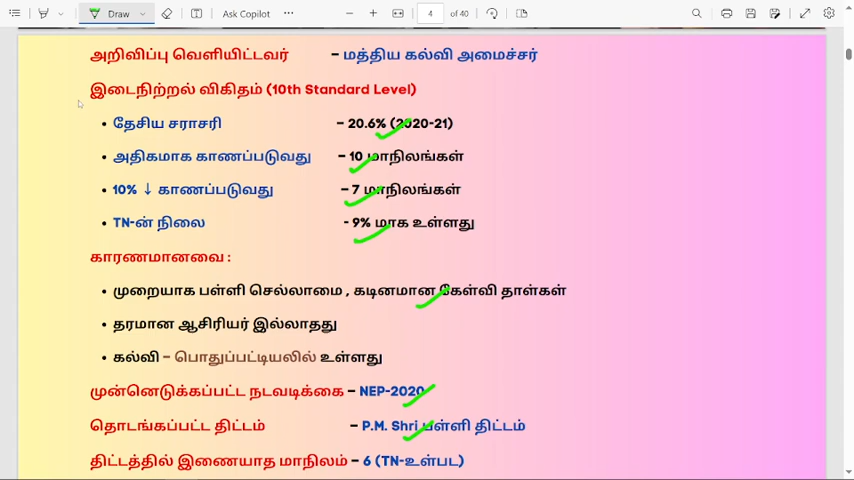 Draw
Ask Copilot
4 of 40
அறிவிப்பு வெளியிட்டவர் – மத்திய கல்வி அமைச்சர்
இடைநிற்றல் விகிதம் (10th Standard Level)
• தேசிய சராசரி – 20.6% (2020-21)
• அதிகமாக காணப்படுவது – 10 மாநிலங்கள்
• 10% ↓ காணப்படுவது – 7 மாநிலங்கள்
• TN-ன் நிலை - 9% மாக உள்ளது
காரணமானவை :
• முறையாக பள்ளி செல்லாமை , கடினமான கேள்வி தாள்கள்
• தரமான ஆசிரியர் இல்லாதது
• கல்வி – பொதுப்பட்டியலில் உள்ளது
முன்னெடுக்கப்பட்ட நடவடிக்கை – NEP-2020
தொடங்கப்பட்ட திட்டம் – P.M. Shri பள்ளி திட்டம்
திட்டத்தில் இணையாத மாநிலம் – 6 (TN-உள்பட)